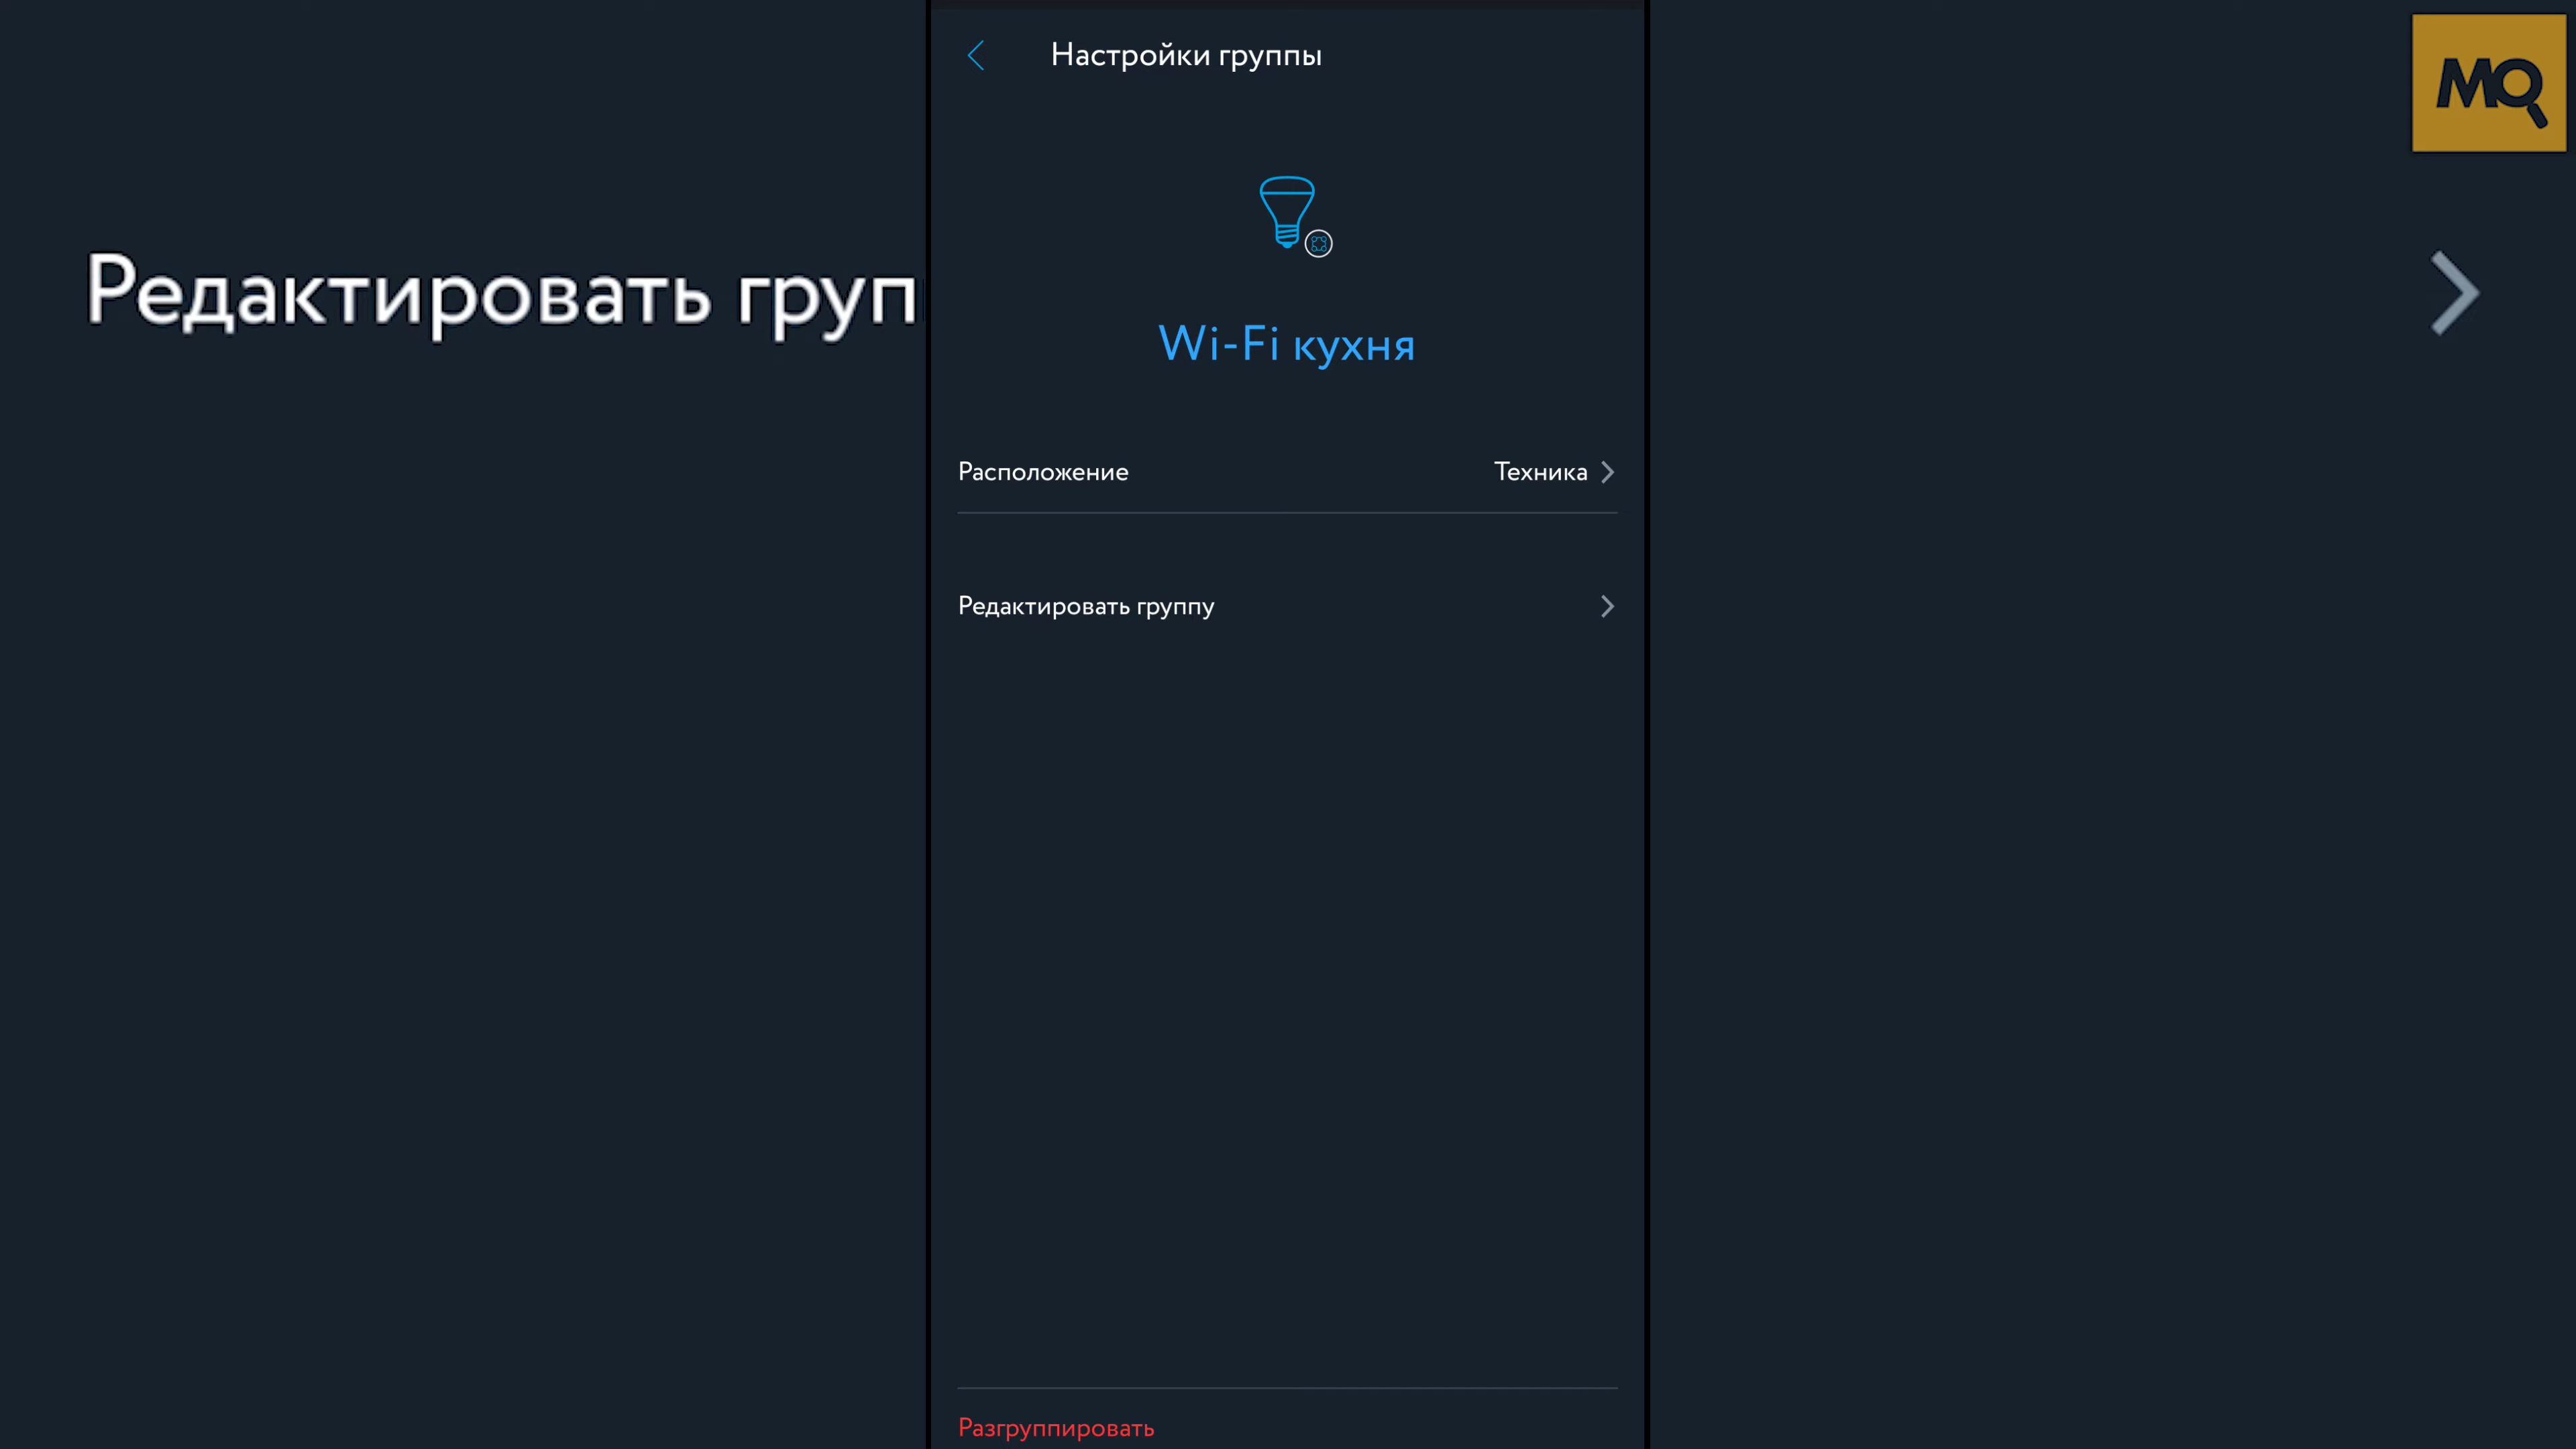 Настройки группы
MQ
Редактировать груп
Wi-Fi кухня
Расположение Техника
Редактировать группу
Разгруппировать